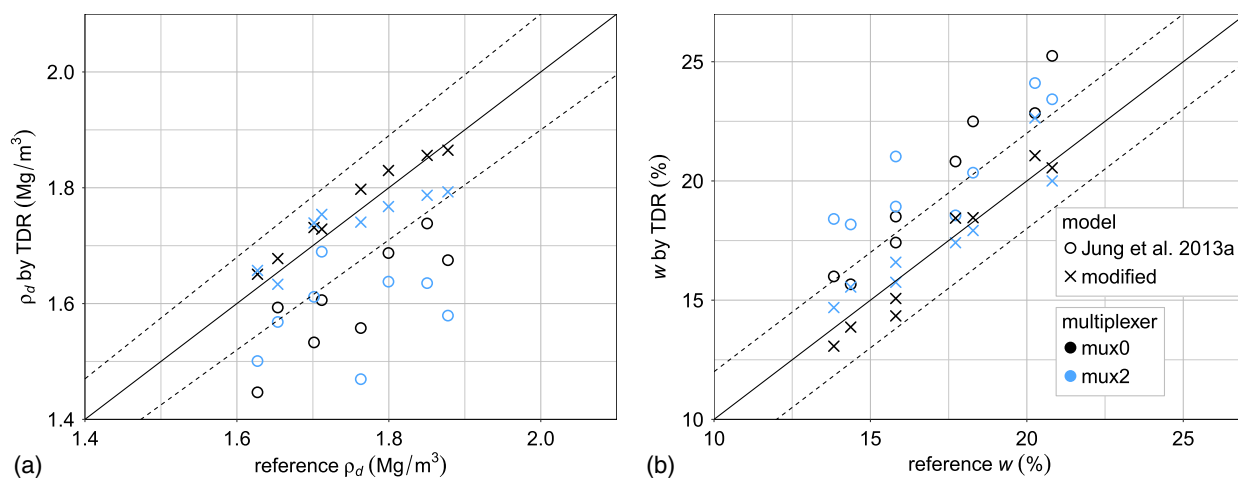 2.0
1.8
1.6
1.4
1.4
1.6
1.8
2.0
ρd by TDR (Mg/m³)
reference ρd (Mg/m³)
(a)
25
20
15
10
10
15
20
25
w by TDR (%)
reference w (%)
(b)
model
Jung et al. 2013a
modified
multiplexer
mux0
mux2